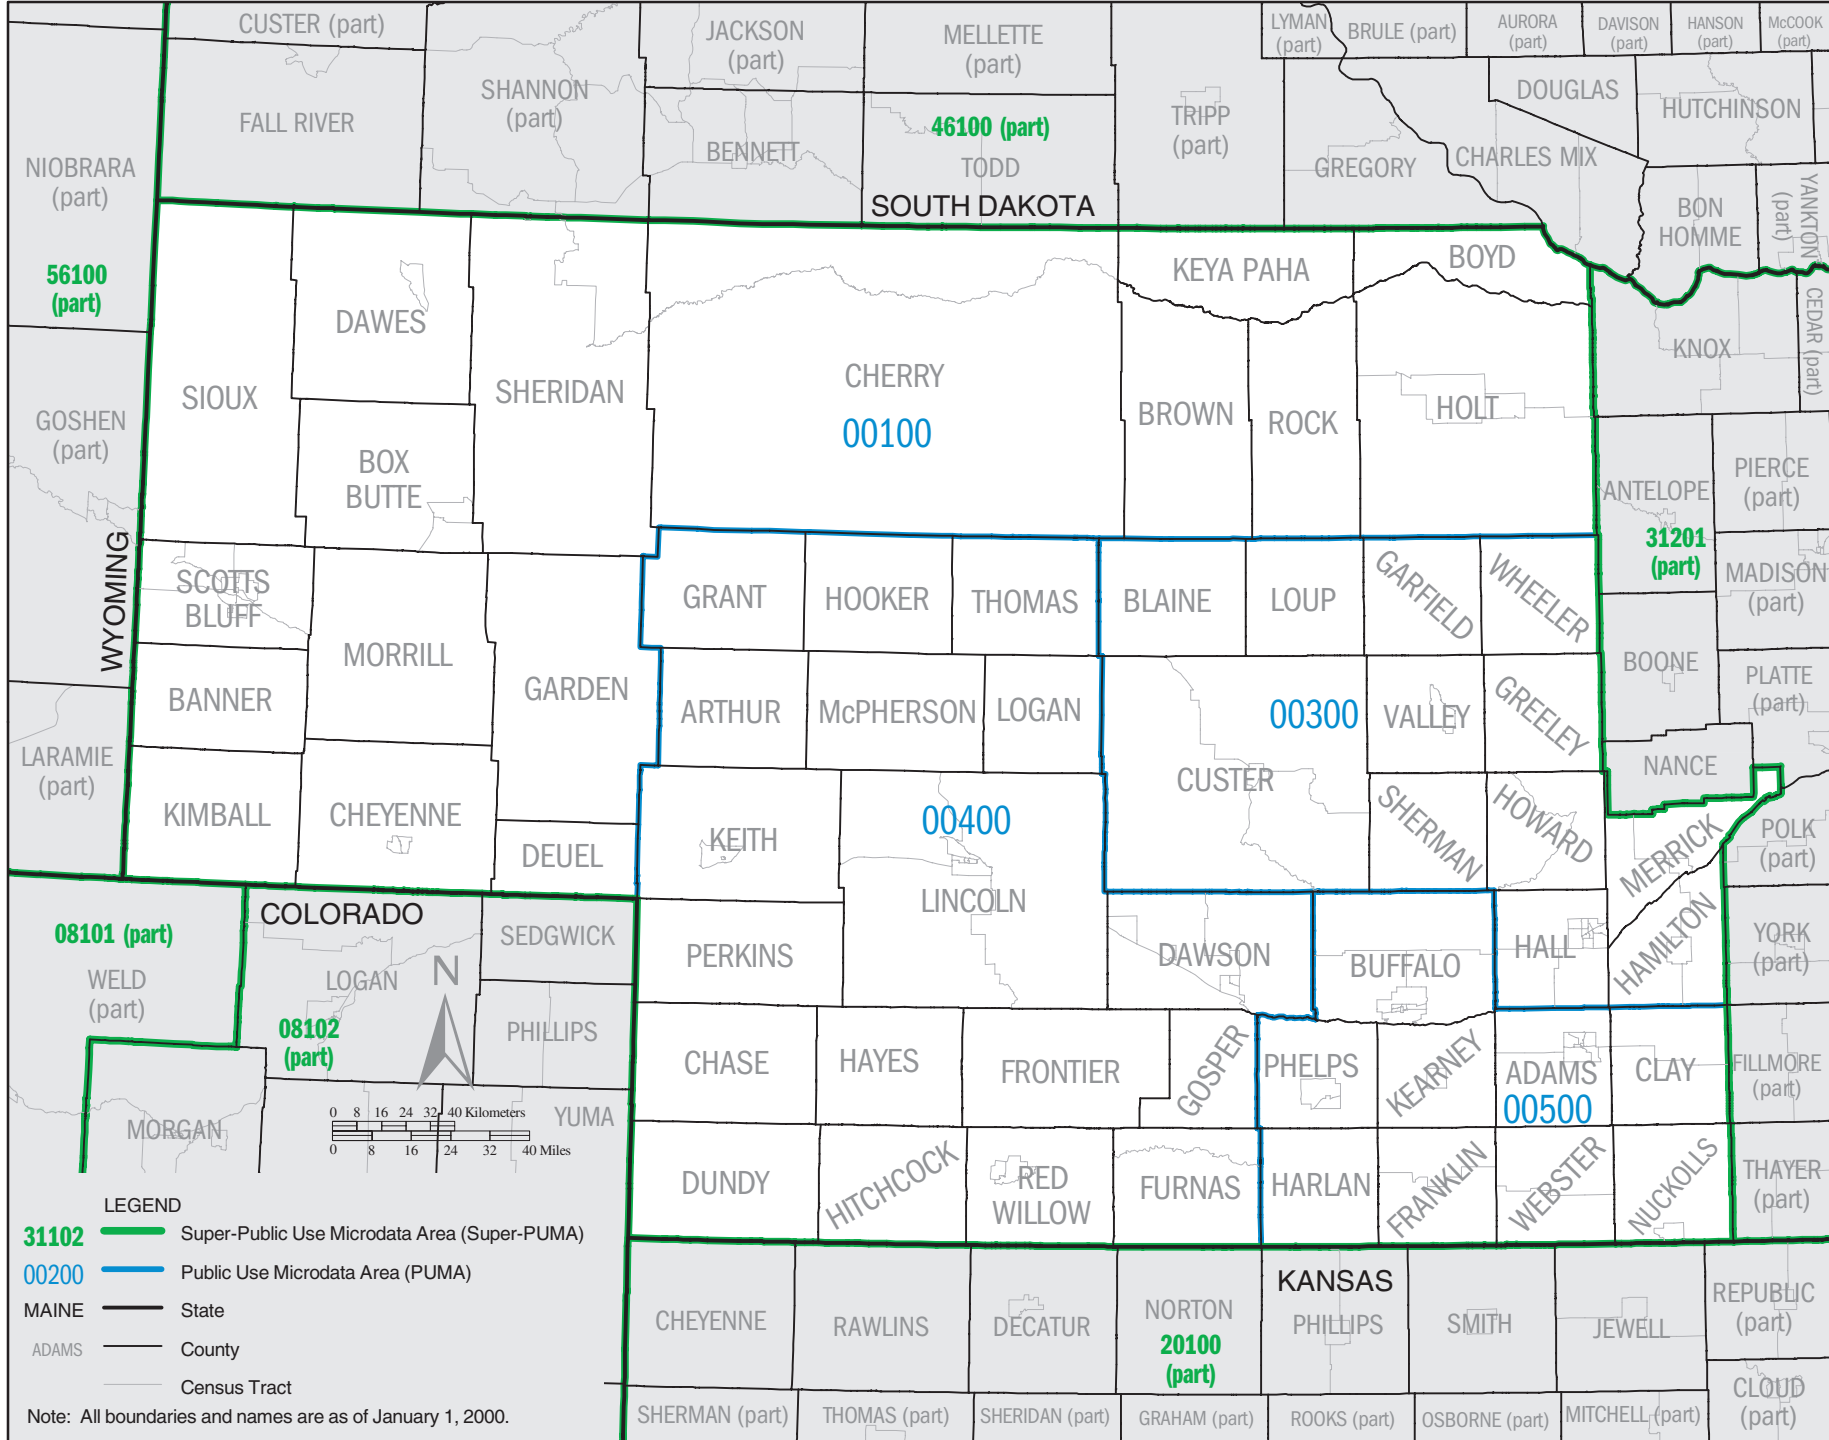 CUSTER (part)
JACKSON
(part)
MELLETTE
(part)
LYMAN
(part)
BRULE (part)
AURORA
(part)
DAVISON
(part)
HANSON
(part)
McCOOK
(part)
FALL RIVER
SHANNON
(part)
BENNETT
46100 (part)
TODD
TRIPP
(part)
GREGORY
DOUGLAS
CHARLES MIX
HUTCHINSON
BON
HOMME
YANKTON
(part)
SOUTH DAKOTA
NIOBRARA
(part)
56100
(part)
GOSHEN
(part)
WYOMING
LARAMIE
(part)
SIOUX
DAWES
BOX
BUTTE
SHERIDAN
CHERRY
00100
KEYA PAHA
BOYD
BROWN
ROCK
HOLT
KNOX
CEDAR (part)
ANTELOPE
PIERCE
(part)
31201
(part)
MADISON
(part)
BOONE
PLATTE
(part)
NANCE
SCOTTS
BLUFF
MORRILL
GARDEN
BANNER
KIMBALL
CHEYENNE
DEUEL
GRANT
HOOKER
THOMAS
BLAINE
LOUP
GARFIELD
WHEELER
ARTHUR
McPHERSON
LOGAN
00300
VALLEY
GREELEY
CUSTER
SHERMAN
HOWARD
KEITH
00400
LINCOLN
MERRICK
POLK
(part)
PERKINS
DAWSON
BUFFALO
HALL
HAMILTON
YORK
(part)
CHASE
HAYES
FRONTIER
GOSPER
PHELPS
KEARNEY
ADAMS
00500
CLAY
FILLMORE
(part)
DUNDY
HITCHCOCK
RED
WILLOW
FURNAS
HARLAN
FRANKLIN
WEBSTER
NUCKOLLS
THAYER
(part)
COLORADO
08101 (part)
WELD
(part)
LOGAN
08102
(part)
SEDGWICK
PHILLIPS
N
MORGAN
YUMA
0 8 16 24 32 40 Kilometers
0 8 16 24 32 40 Miles
LEGEND
31102 Super-Public Use Microdata Area (Super-PUMA)
00200 Public Use Microdata Area (PUMA)
MAINE State
ADAMS County
Census Tract
Note: All boundaries and names are as of January 1, 2000.
KANSAS
CHEYENNE
RAWLINS
DECATUR
NORTON
20100
(part)
PHILLIPS
SMITH
JEWELL
REPUBLIC
(part)
CLOUD
(part)
SHERMAN (part)
THOMAS (part)
SHERIDAN (part)
GRAHAM (part)
ROOKS (part)
OSBORNE (part)
MITCHELL (part)